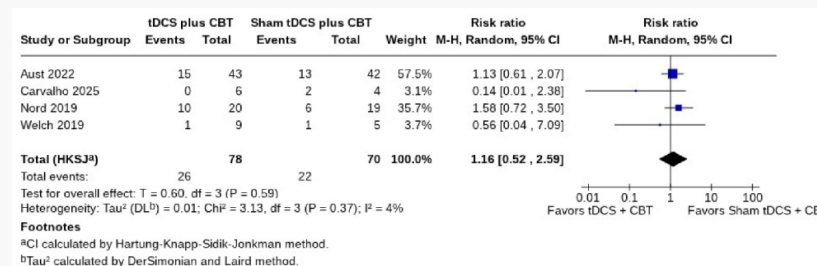 tDCS plus CBT Sham tDCS plus CBT Risk ratio Risk ratio
Study or Subgroup Events Total Events Total Weight M-H, Random, 95% CI M-H, Random, 95% CI
Aust 2022 15 43 13 42 57.5% 1.13 [0.61 , 2.07]
Carvalho 2025 0 6 2 4 3.1% 0.14 [0.01 , 2.38]
Nord 2019 10 20 6 19 35.7% 1.58 [0.72 , 3.50]
Welch 2019 1 9 1 5 3.7% 0.56 [0.04 , 7.09]
Total (HKSJa) 78 70 100.0% 1.16 [0.52 , 2.59]
Total events: 26 22
Test for overall effect: T = 0.60, df = 3 (P = 0.59)
0.01 0.1 1 10 100
Heterogeneity: Tau² (DLb) = 0.01; Chi² = 3.13, df = 3 (P = 0.37); I² = 4%
Favors tDCS + CBT Favors Sham tDCS +
Footnotes
aCI calculated by Hartung-Knapp-Sidik-Jonkman method.
bTau² calculated by DerSimonian and Laird method.